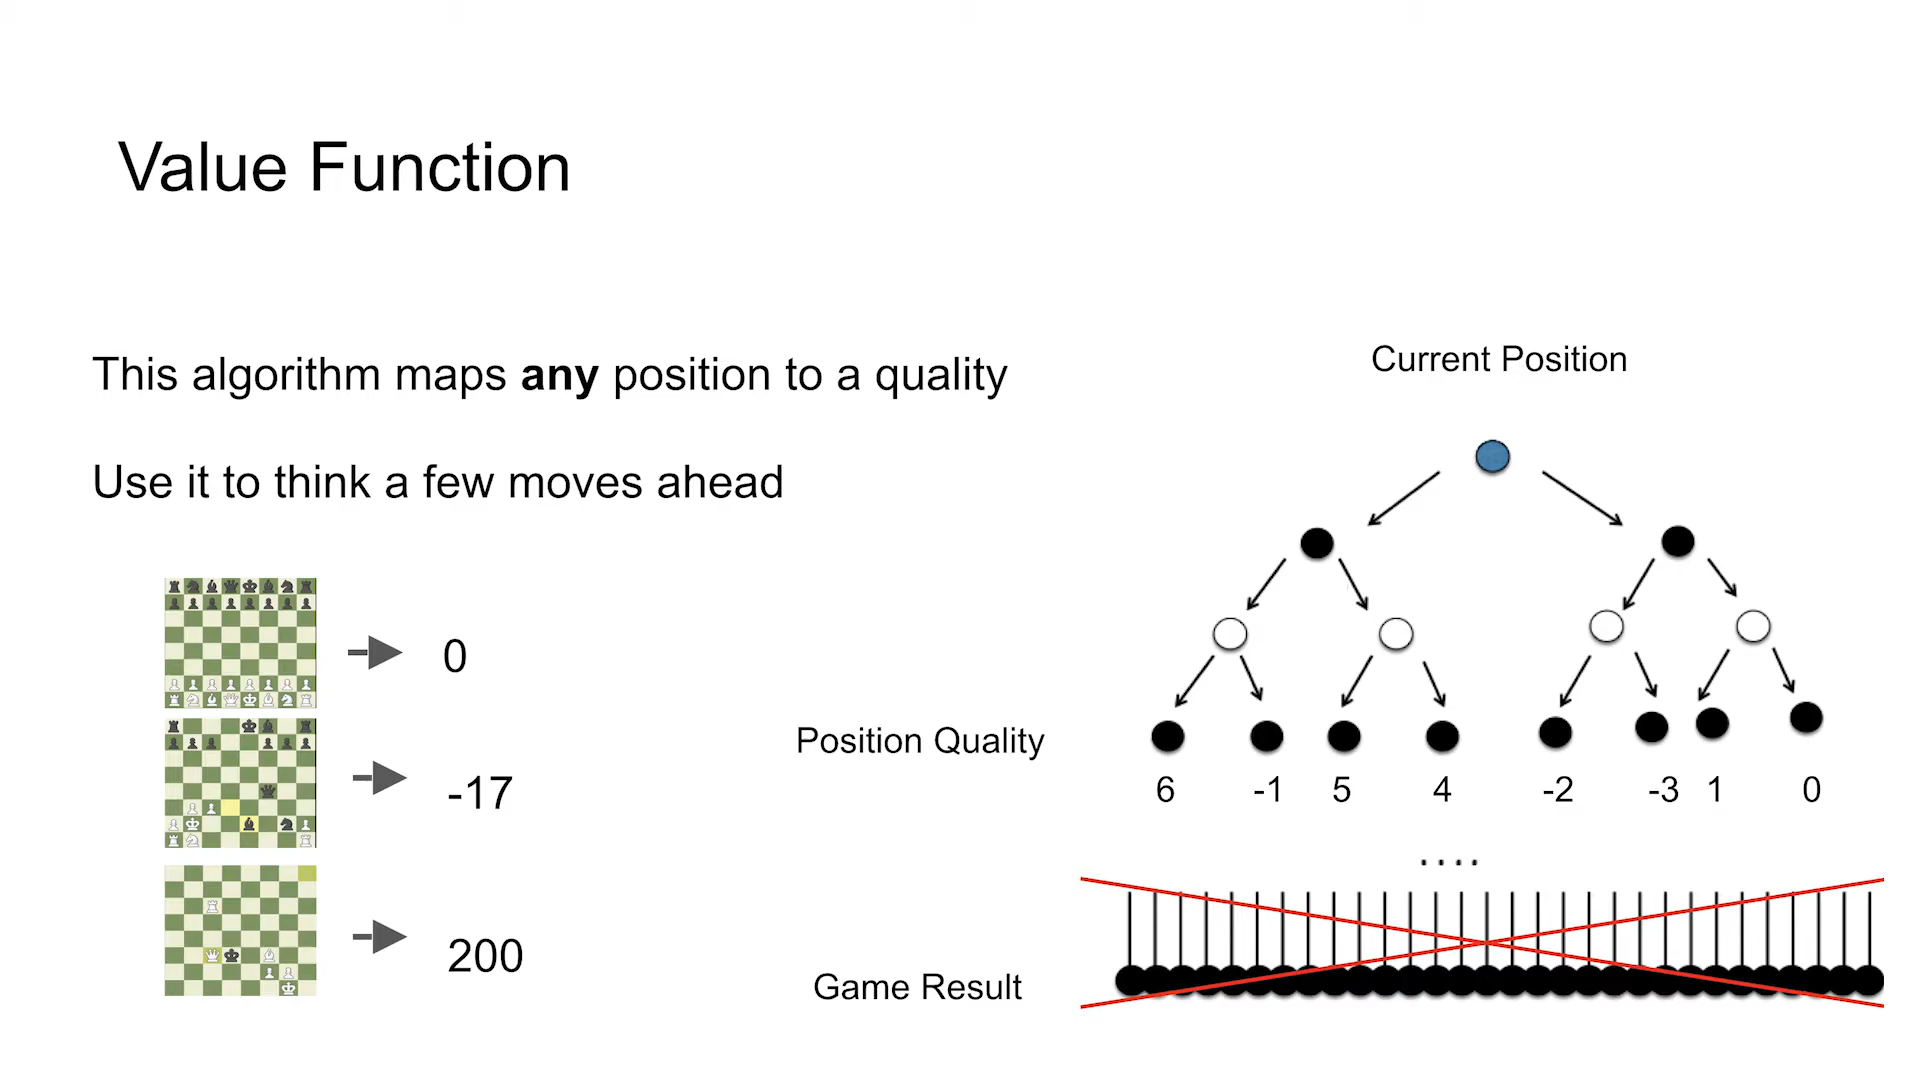 Value Function
This algorithm maps any position to a quality
Use it to think a few moves ahead
0
-17
200
Current Position
Position Quality
6 -1 5 4 -2 -3 1 0
....
Game Result